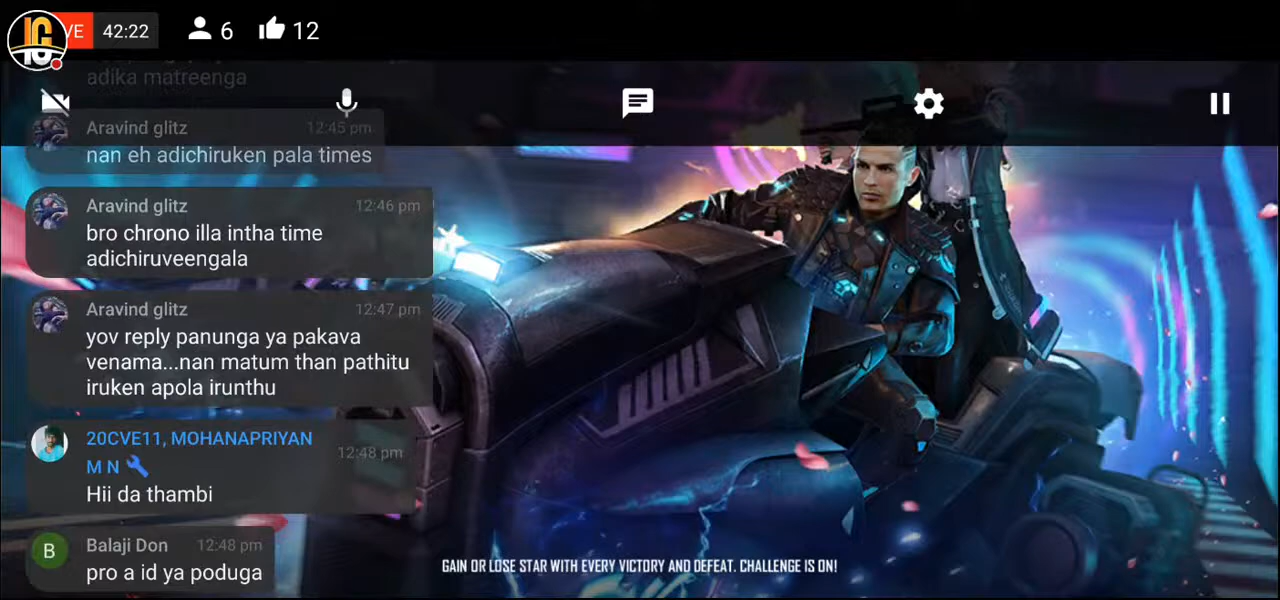 VE 42:22 6 12
adika matreenga
Aravind glitz 12:45 pm
nan eh adichiruken pala times
Aravind glitz 12:46 pm
bro chrono illa intha time
adichiruveengala
Aravind glitz 12:47 pm
yov reply panunga ya pakava
venama...nan matum than pathitu
iruken apola irunthu
20CVE11, MOHANAPRIYAN
M N 12:48 pm
Hii da thambi
B Balaji Don 12:48 pm
pro a id ya poduga
GAIN OR LOSE STAR WITH EVERY VICTORY AND DEFEAT. CHALLENGE IS ON!